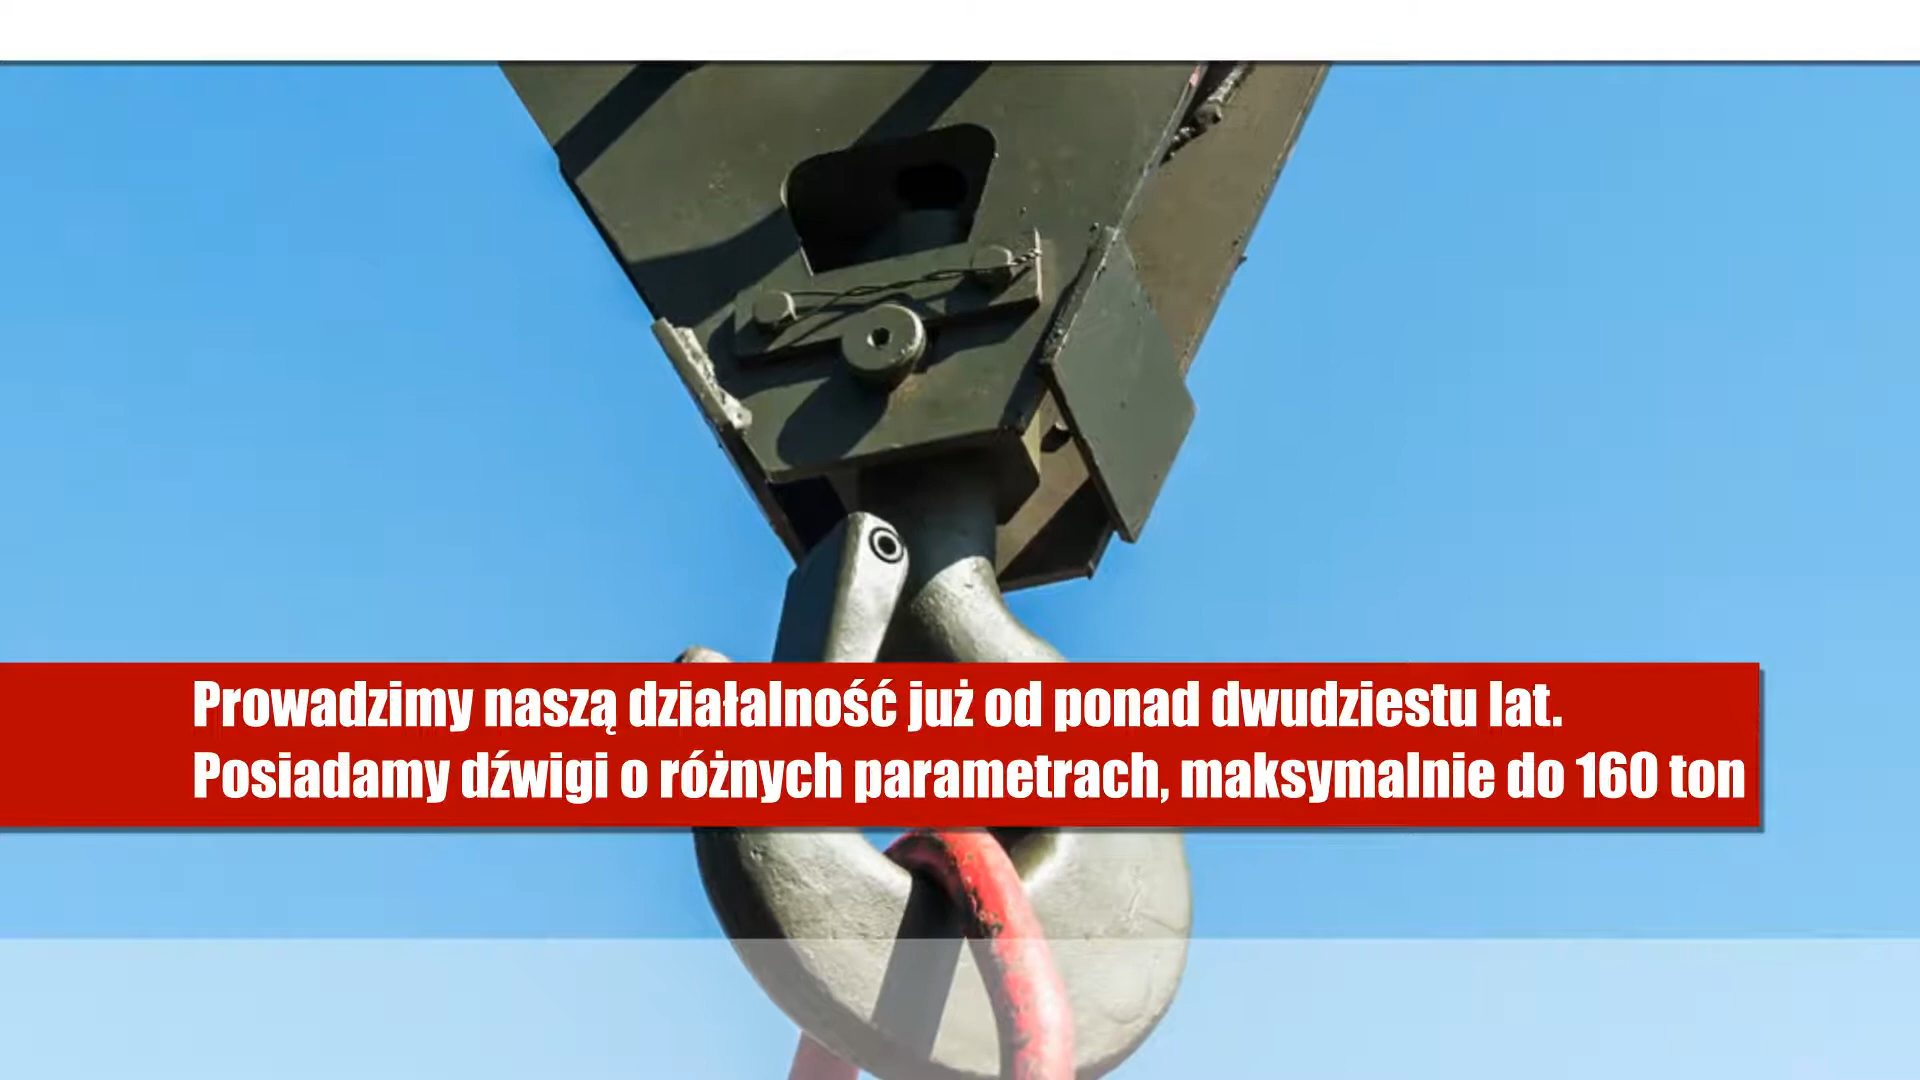 Prowadzimy naszą działalność już od ponad dwudziestu lat.
Posiadamy dźwigi o różnych parametrach, maksymalnie do 160 ton